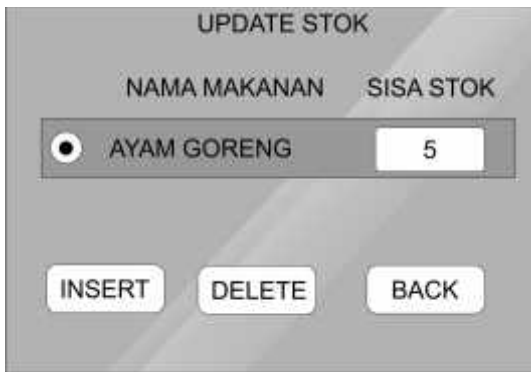 UPDATE STOK
NAMA MAKANAN SISA STOK
AYAM GORENG 5
INSERT DELETE BACK